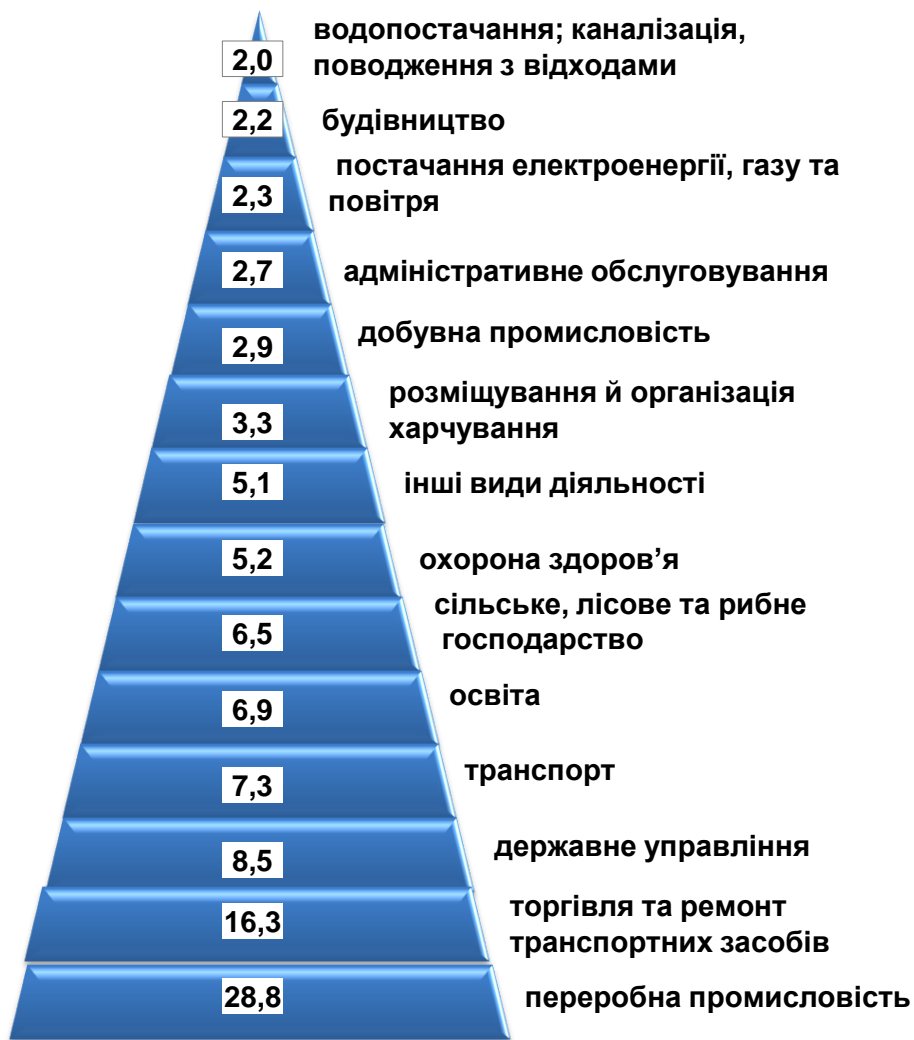 водопостачання; каналізація,
2,0 поводження з відходами
2,2 будівництво
постачання електроенергії, газу та
2,3 повітря
2,7 адміністративне обслуговування
2,9 добувна промисловість
розміщування й організація
3,3 харчування
5,1 інші види діяльності
5,2 охорона здоров’я
сільське, лісове та рибне
6,5 господарство
6,9 освіта
7,3 транспорт
8,5 державне управління
16,3 торгівля та ремонт
транспортних засобів
28,8 переробна промисловість